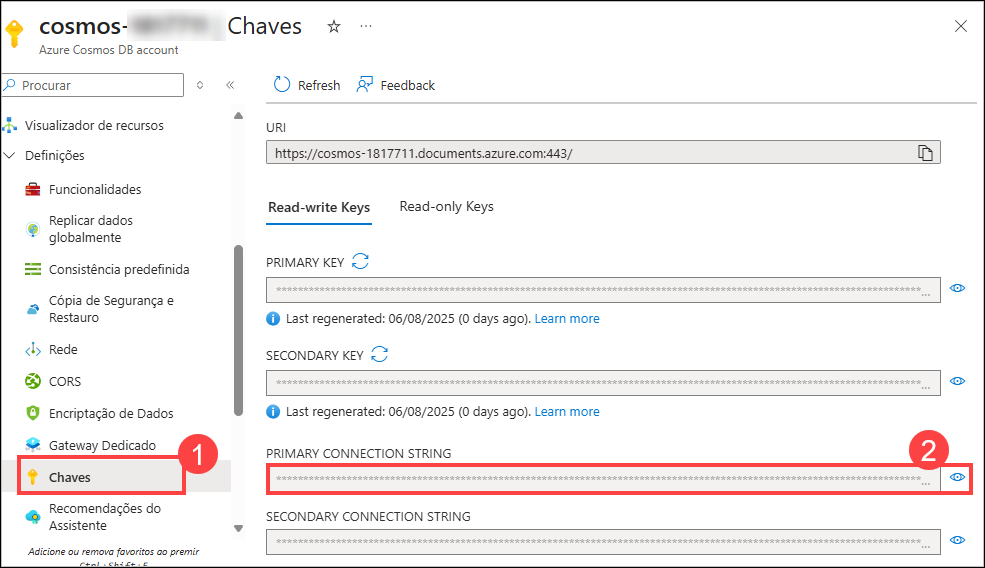 cosmos- | Chaves
Azure Cosmos DB account
Procurar
Refresh
Feedback
Visualizador de recursos
Definições
Funcionalidades
Replicar dados
globalmente
Consistência predefinida
Cópia de Segurança e
Restauro
Rede
CORS
Encriptação de Dados
Gateway Dedicado
1
Chaves
Recomendações do
Assistente
Adicione ou remova favoritos ao premir
Ctrl+Shift+F
URI
https://cosmos-1817711.documents.azure.com:443/
Read-write Keys
Read-only Keys
PRIMARY KEY
Last regenerated: 06/08/2025 (0 days ago). Learn more
SECONDARY KEY
Last regenerated: 06/08/2025 (0 days ago). Learn more
PRIMARY CONNECTION STRING
2
SECONDARY CONNECTION STRING